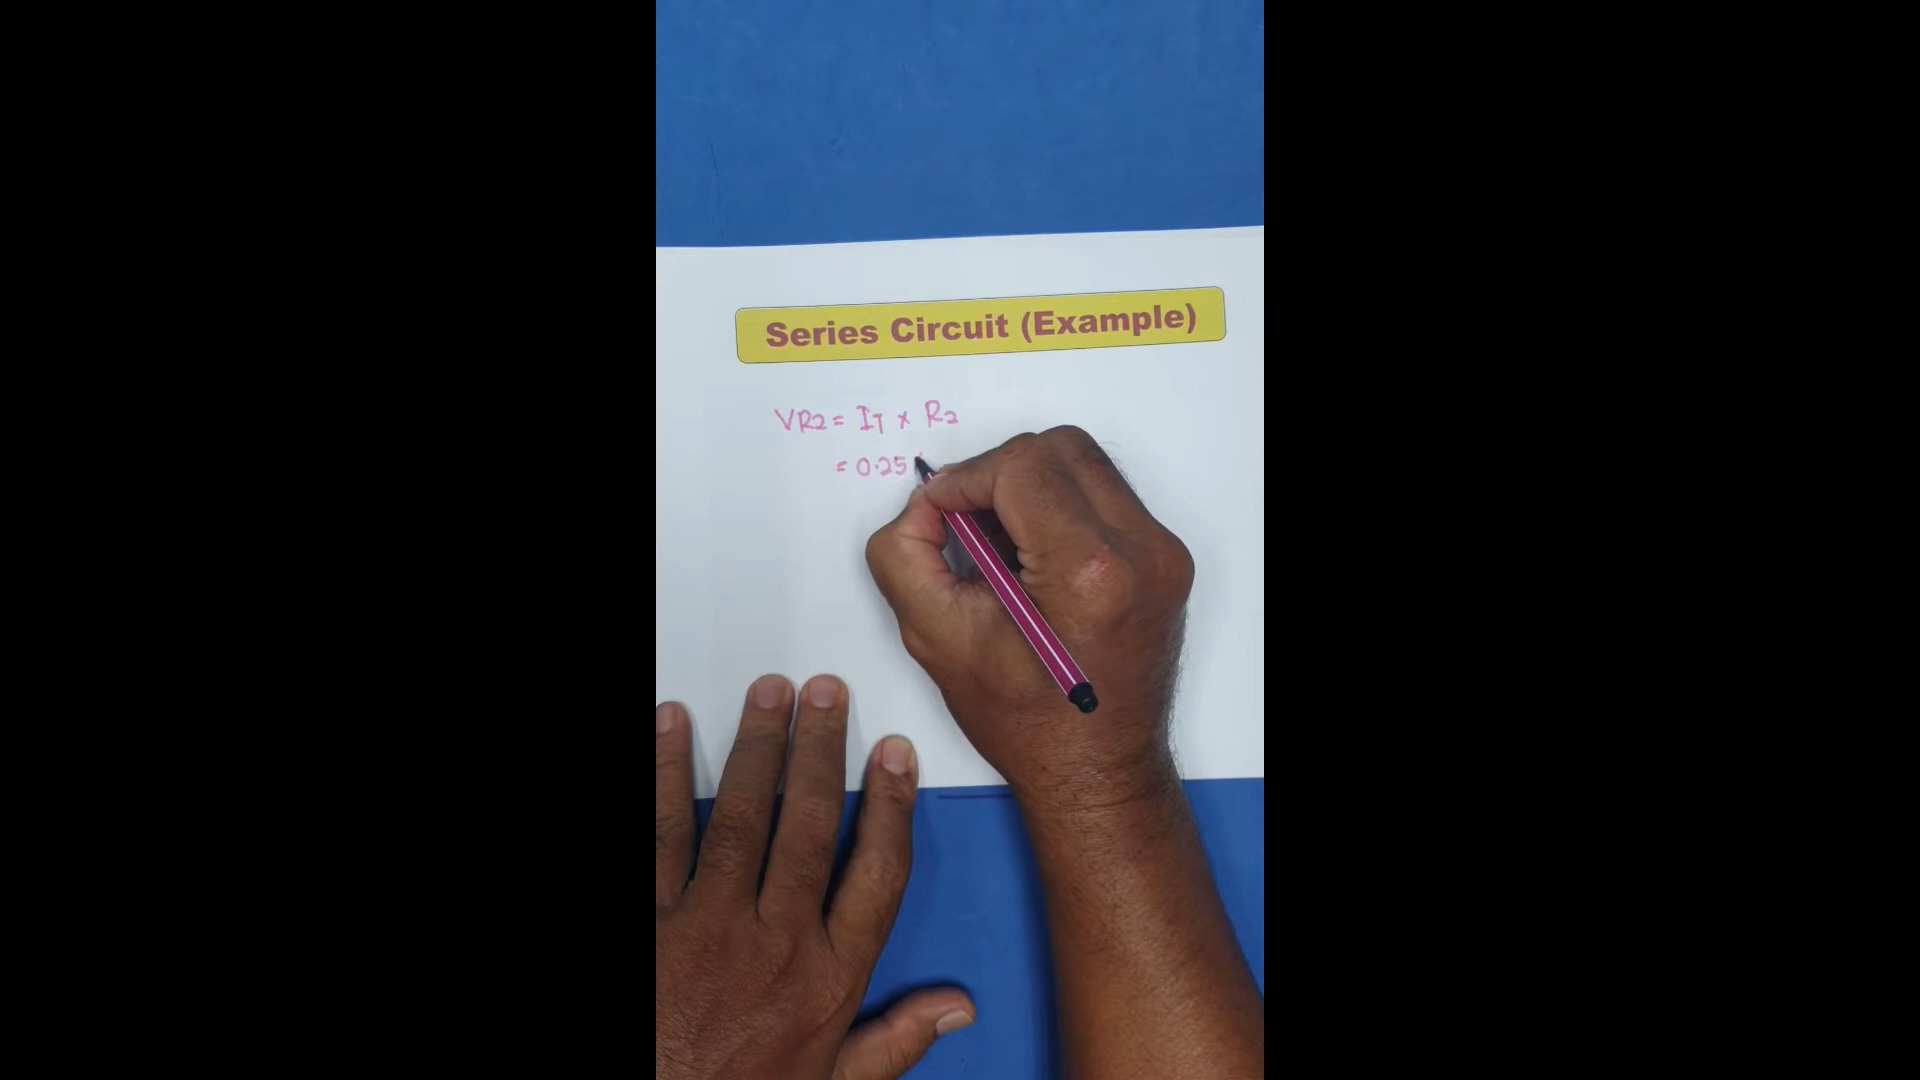 Series Circuit (Example)
VR2 = IT × R2
= 0.25